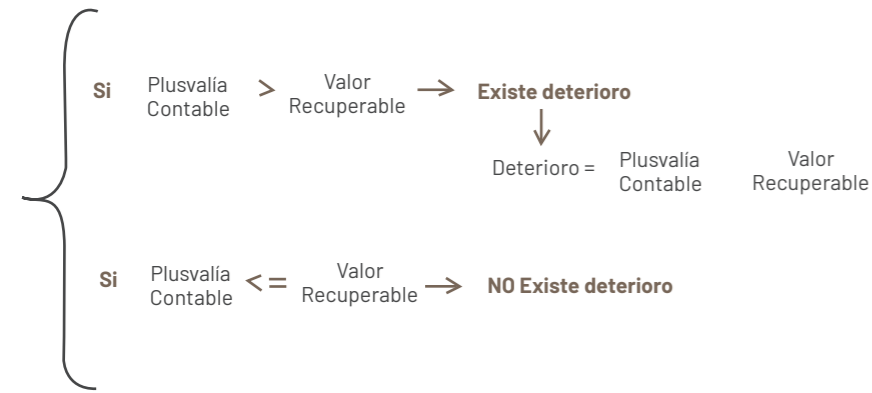 Si Plusvalía Contable > Valor Recuperable → Existe deterioro
↓
Deterioro = Plusvalía Contable Valor Recuperable
Si Plusvalía Contable <= Valor Recuperable → NO Existe deterioro